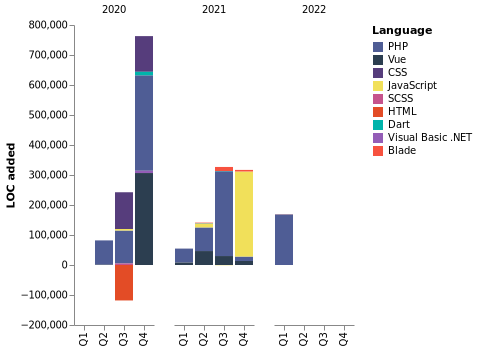 2020 2021 2022
800,000
700,000
600,000
500,000
400,000
300,000
200,000
100,000
0
−100,000
−200,000
LOC added
Q1 Q2 Q3 Q4 Q1 Q2 Q3 Q4 Q1 Q2 Q3 Q4
Language
PHP
Vue
CSS
JavaScript
SCSS
HTML
Dart
Visual Basic .NET
Blade